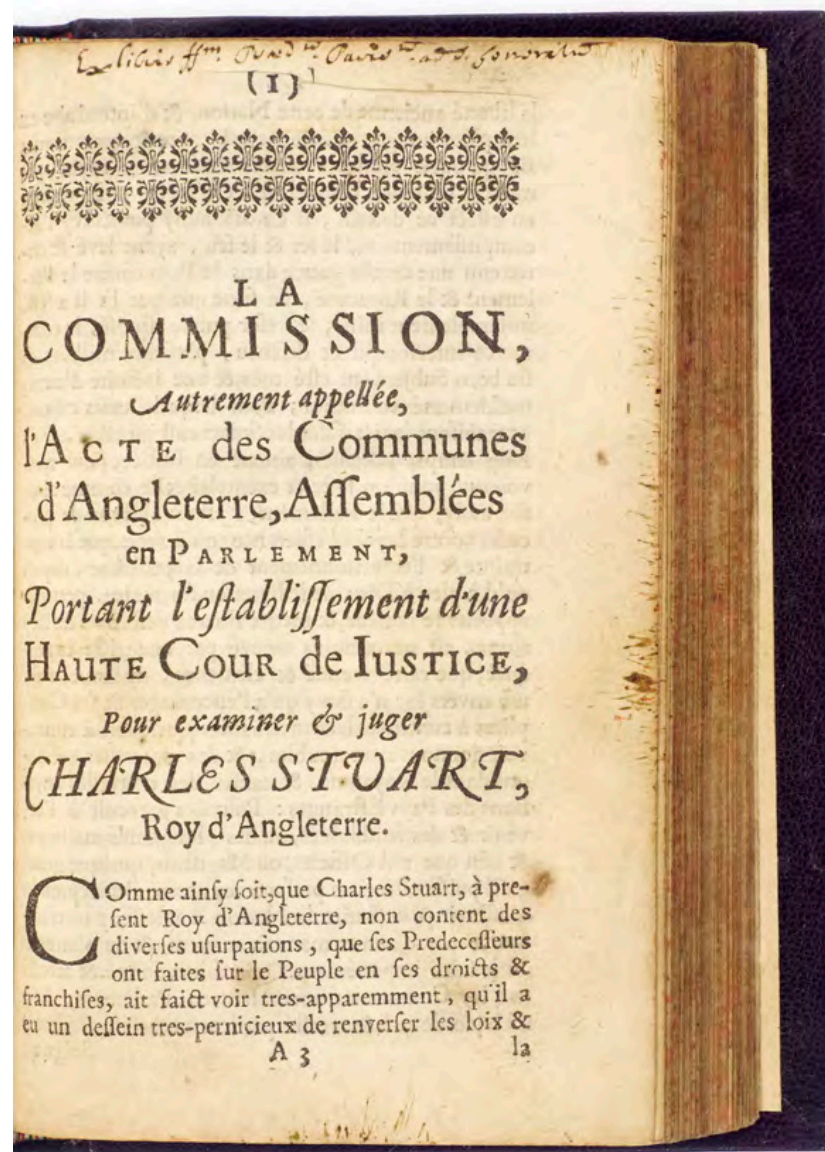 Ex libris
(1)
LA
COMMISSION,
Autrement appellée,
l'ACTE des Communes
d'Angleterre, Aſſemblées
en PARLEMENT,
Portant l'eſtabliſſement d'une
HAUTE COUR de IUSTICE,
Pour examiner & juger
CHARLES STUART,
Roy d'Angleterre.
COmme ainſy ſoit, que Charles Stuart, à pre-
ſent Roy d'Angleterre, non content des
diverſes uſurpations, que ſes Predeceſſeurs
ont faites ſur le Peuple en ſes droicts &
franchiſes, ait faict voir tres-apparemment, qu'il a
eu un deſſein tres-pernicieux de renverſer les loix &
A 3 la